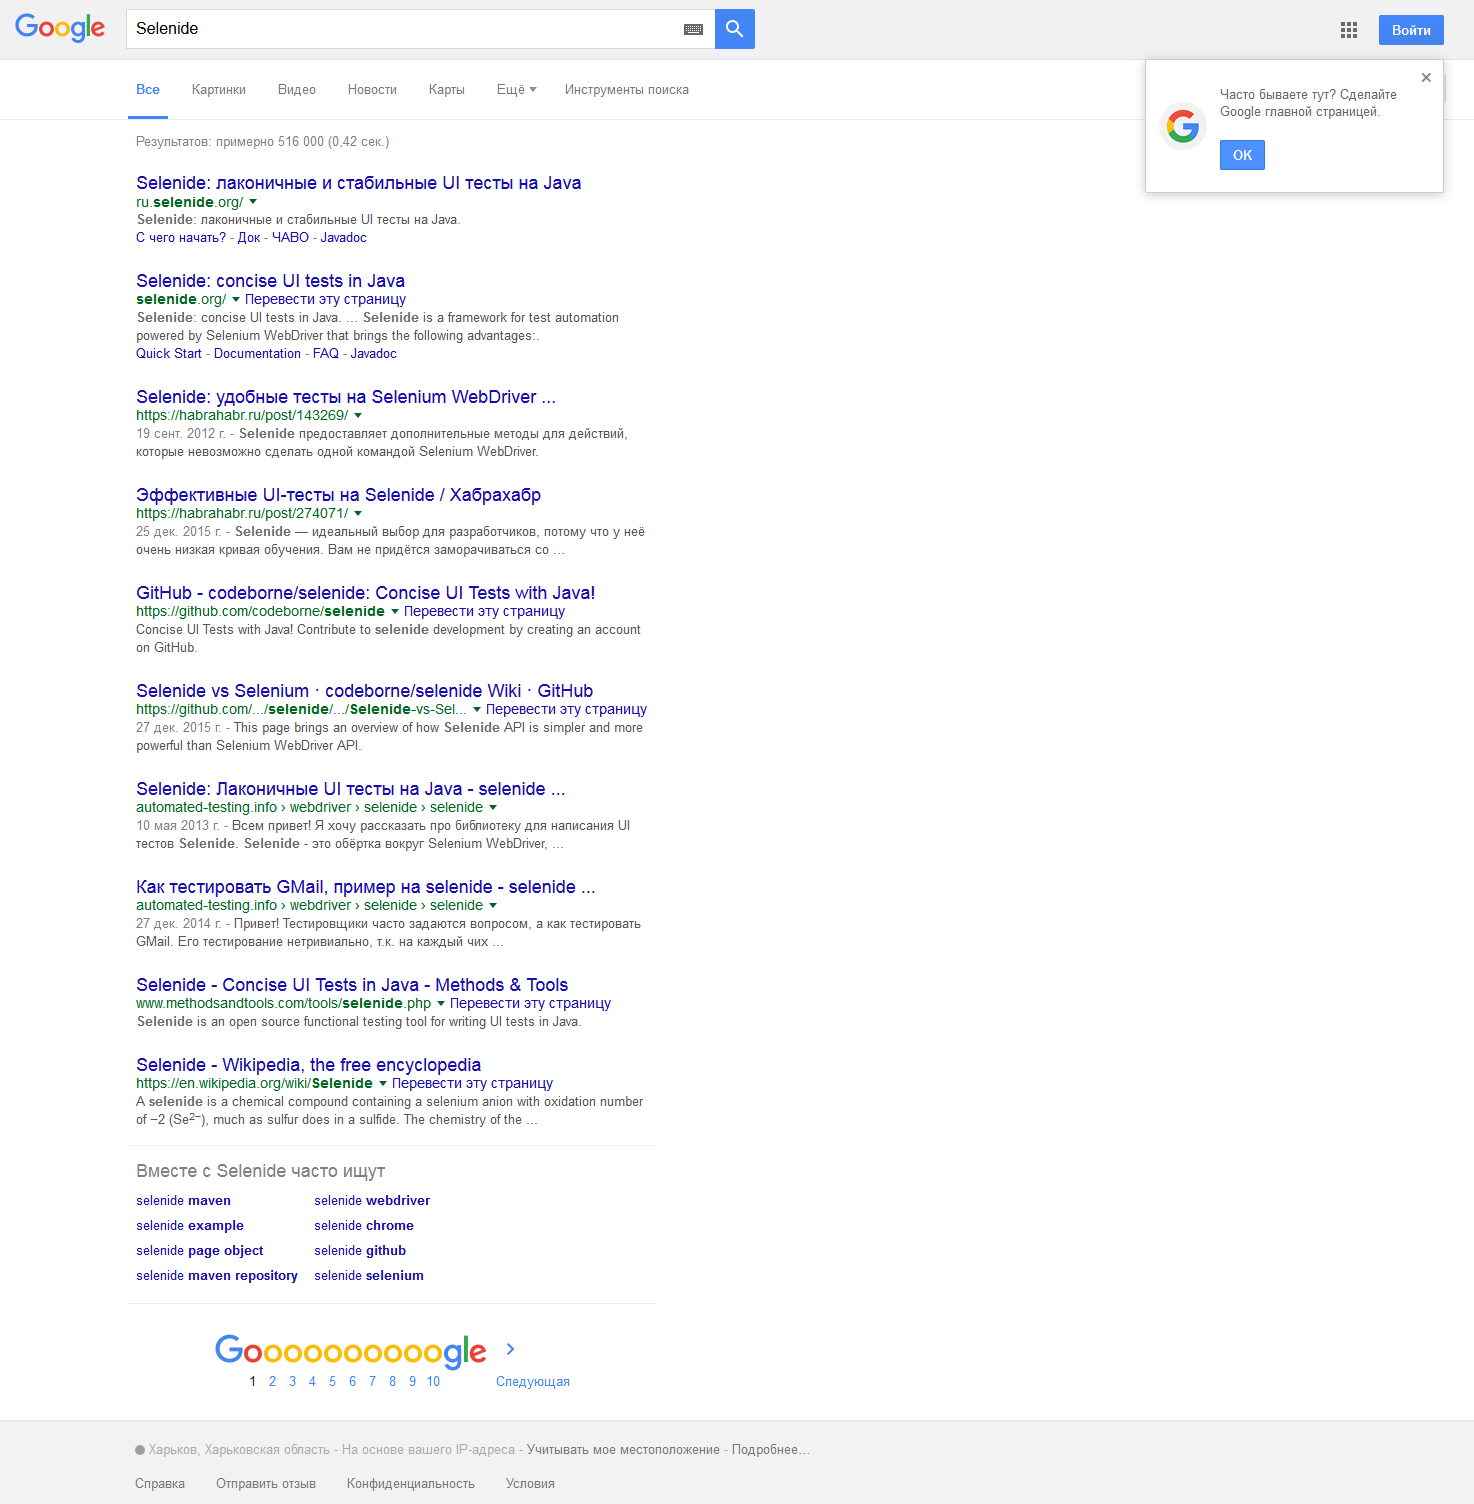 Google
Selenide
Войти
Все Картинки Видео Новости Карты Ещё Инструменты поиска
Часто бываете тут? Сделайте
Google главной страницей.
OK
Результатов: примерно 516 000 (0,42 сек.)
Selenide: лаконичные и стабильные UI тесты на Java
ru.selenide.org/
Selenide: лаконичные и стабильные UI тесты на Java.
С чего начать? - Док - ЧАВО - Javadoc
Selenide: concise UI tests in Java
selenide.org/ Перевести эту страницу
Selenide: concise UI tests in Java. ... Selenide is a framework for test automation
powered by Selenium WebDriver that brings the following advantages:.
Quick Start - Documentation - FAQ - Javadoc
Selenide: удобные тесты на Selenium WebDriver ...
https://habrahabr.ru/post/143269/
19 сент. 2012 г. - Selenide предоставляет дополнительные методы для действий,
которые невозможно сделать одной командой Selenium WebDriver.
Эффективные UI-тесты на Selenide / Хабрахабр
https://habrahabr.ru/post/274071/
25 дек. 2015 г. - Selenide — идеальный выбор для разработчиков, потому что у неё
очень низкая кривая обучения. Вам не придётся заморачиваться со ...
GitHub - codeborne/selenide: Concise UI Tests with Java!
https://github.com/codeborne/selenide Перевести эту страницу
Concise UI Tests with Java! Contribute to selenide development by creating an account
on GitHub.
Selenide vs Selenium · codeborne/selenide Wiki · GitHub
https://github.com/.../selenide/.../Selenide-vs-Sel... Перевести эту страницу
27 дек. 2015 г. - This page brings an overview of how Selenide API is simpler and more
powerful than Selenium WebDriver API.
Selenide: Лаконичные UI тесты на Java - selenide ...
automated-testing.info › webdriver › selenide › selenide
10 мая 2013 г. - Всем привет! Я хочу рассказать про библиотеку для написания UI
тестов Selenide. Selenide - это обёртка вокруг Selenium WebDriver, ...
Как тестировать GMail, пример на selenide - selenide ...
automated-testing.info › webdriver › selenide › selenide
27 дек. 2014 г. - Привет! Тестировщики часто задаются вопросом, а как тестировать
GMail. Его тестирование нетривиально, т.к. на каждый чих ...
Selenide - Concise UI Tests in Java - Methods & Tools
www.methodsandtools.com/tools/selenide.php Перевести эту страницу
Selenide is an open source functional testing tool for writing UI tests in Java.
Selenide - Wikipedia, the free encyclopedia
https://en.wikipedia.org/wiki/Selenide Перевести эту страницу
A selenide is a chemical compound containing a selenium anion with oxidation number
of −2 (Se²⁻), much as sulfur does in a sulfide. The chemistry of the ...
Вместе с Selenide часто ищут
selenide maven selenide webdriver
selenide example selenide chrome
selenide page object selenide github
selenide maven repository selenide selenium
Goooooooooogle
1 2 3 4 5 6 7 8 9 10 Следующая
Харьков, Харьковская область - На основе вашего IP-адреса - Учитывать мое местоположение - Подробнее...
Справка Отправить отзыв Конфиденциальность Условия